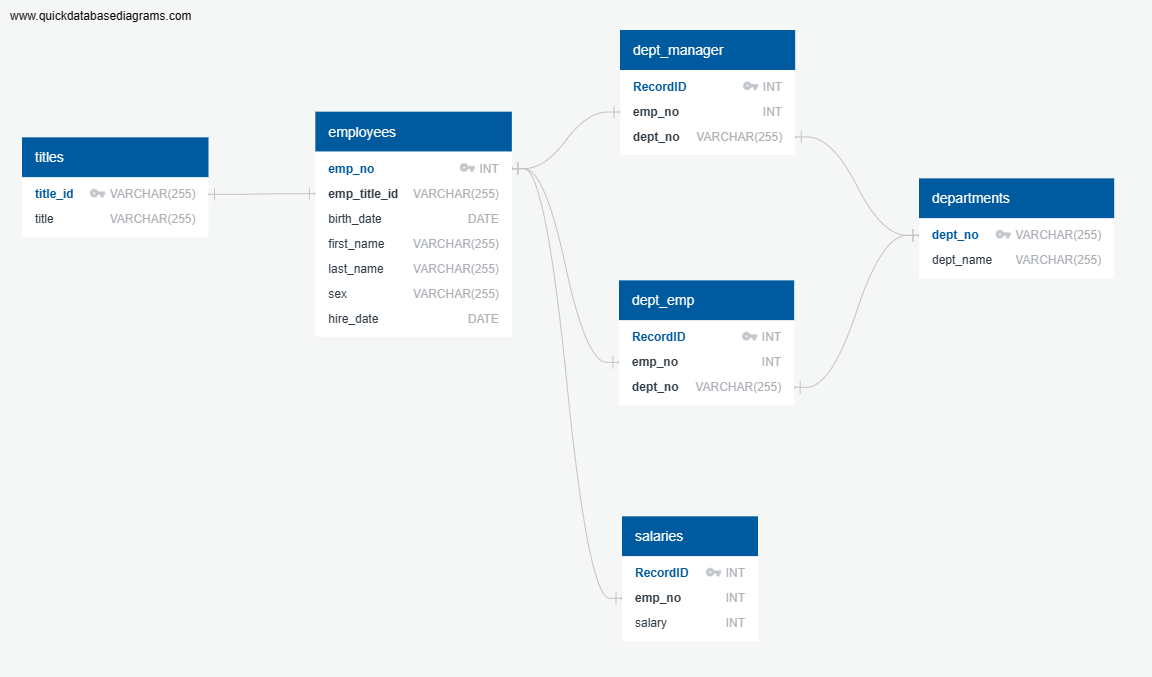 www.quickdatabasediagrams.com
titles
title_id VARCHAR(255)
title VARCHAR(255)
employees
emp_no INT
emp_title_id VARCHAR(255)
birth_date DATE
first_name VARCHAR(255)
last_name VARCHAR(255)
sex VARCHAR(255)
hire_date DATE
dept_manager
RecordID INT
emp_no INT
dept_no VARCHAR(255)
dept_emp
RecordID INT
emp_no INT
dept_no VARCHAR(255)
salaries
RecordID INT
emp_no INT
salary INT
departments
dept_no VARCHAR(255)
dept_name VARCHAR(255)